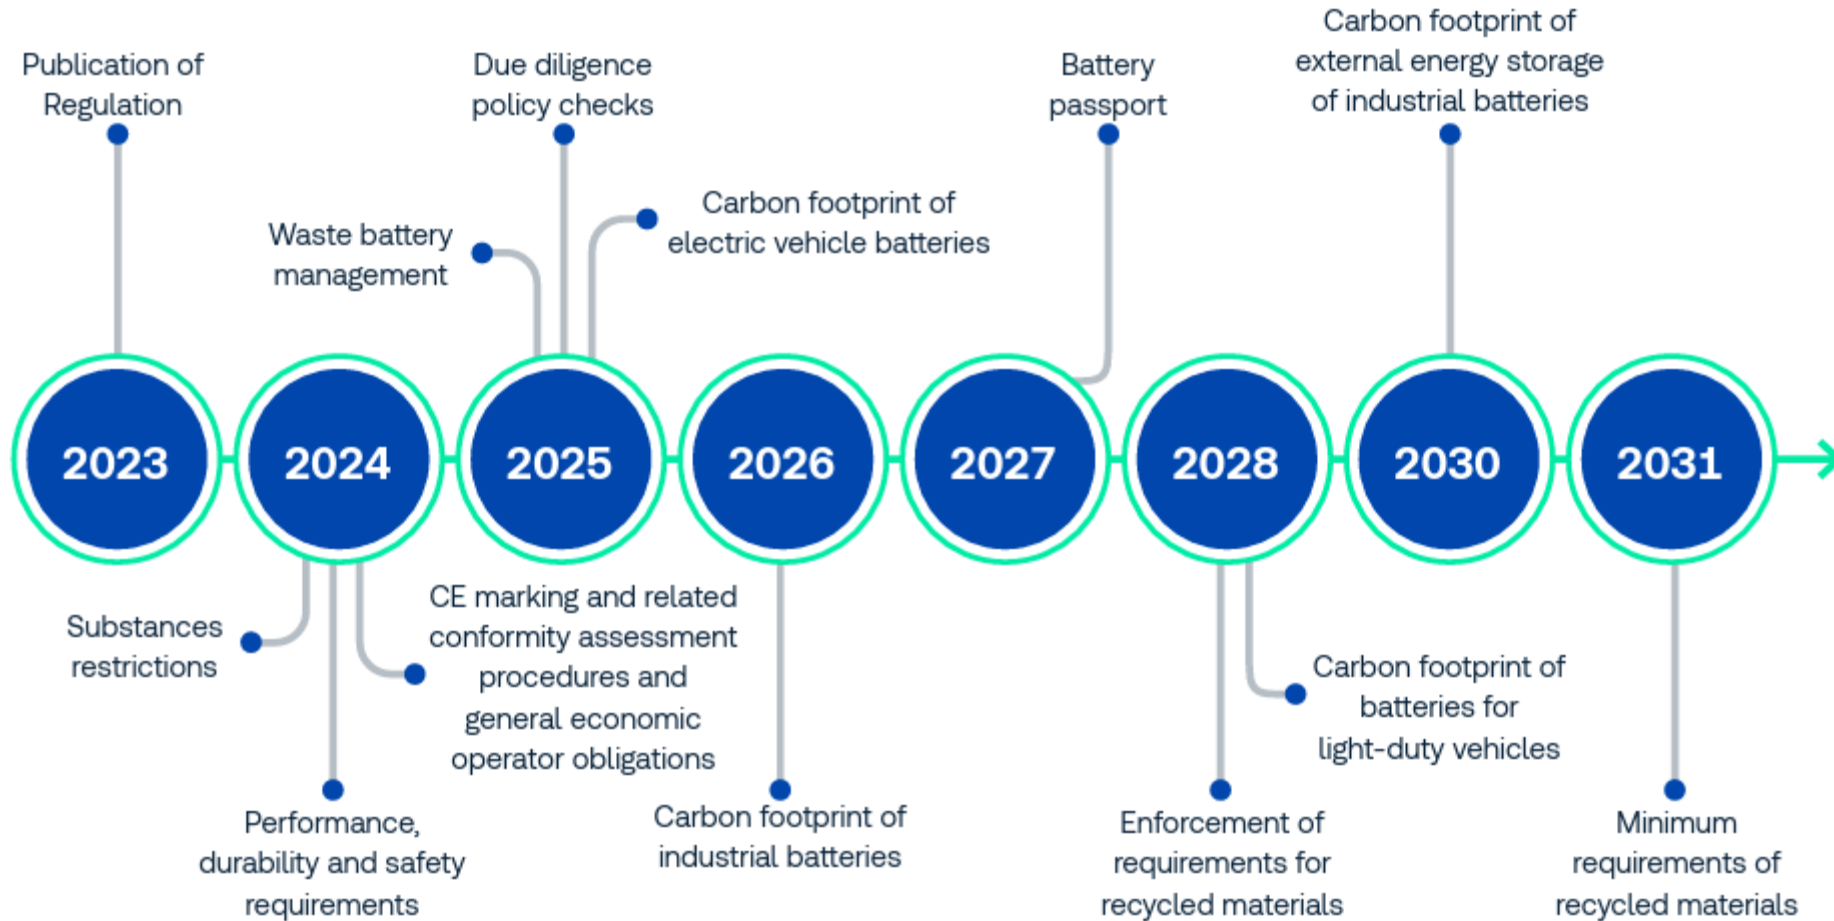 Publication of
Regulation
Due diligence
policy checks
Battery
passport
Carbon footprint of
external energy storage
of industrial batteries
Waste battery
management
Carbon footprint of
electric vehicle batteries
2023
2024
2025
2026
2027
2028
2030
2031
Substances
restrictions
CE marking and related
conformity assessment
procedures and
general economic
operator obligations
Carbon footprint of
batteries for
light-duty vehicles
Performance,
durability and safety
requirements
Carbon footprint of
industrial batteries
Enforcement of
requirements for
recycled materials
Minimum
requirements of
recycled materials